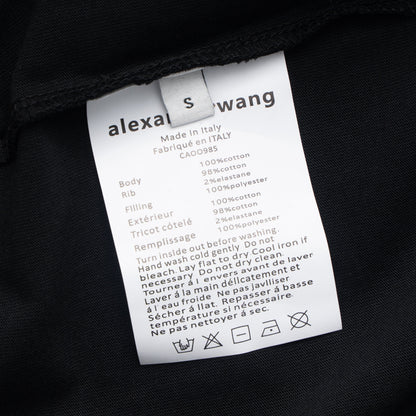 S
alexa wang
Made in Italy
Fabriqué en ITALY
CAOO985
Body 100%cotton
Rib 98%cotton
2%elastane
Filling 100%polyester
Extérieur 100%cotton
Tricot côtelé 98%cotton
2%elastane
Remplissage 100%polyester
Turn inside out before washing.
Hand wash cold gently Do not
bleach. Lay flat to dry Cool iron if
necessary Do not dry clean.
Tourner á l envers avant de laver
Laver á la main délicatement et
á l eau froide Ne pas javilliser
Sécher á llat. Repasser á basse
température si nécessaire.
Ne pas nettoyer á sec.